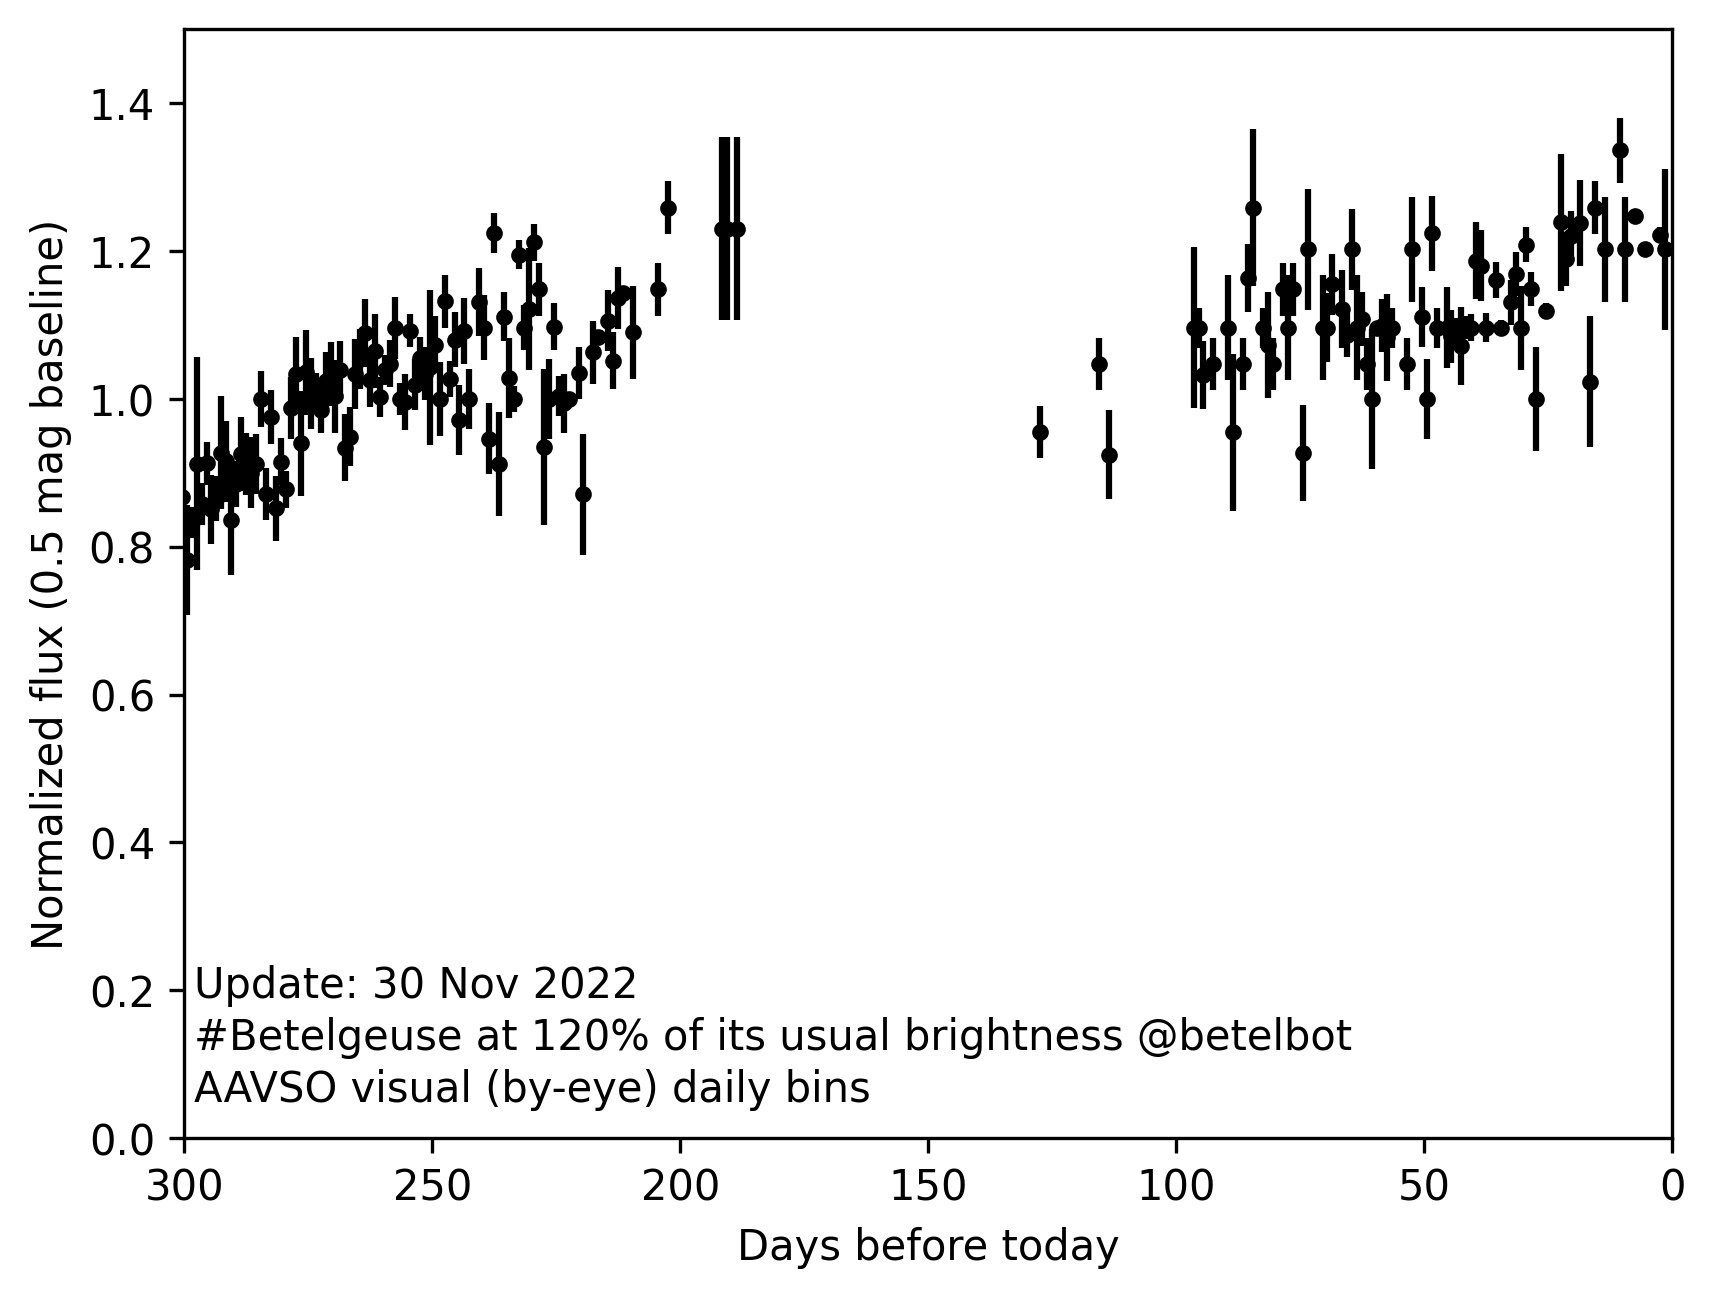 1.4
1.2
1.0
0.8
0.6
0.4
0.2
0.0
Normalized flux (0.5 mag baseline)
Update: 30 Nov 2022
#Betelgeuse at 120% of its usual brightness @betelbot
AAVSO visual (by-eye) daily bins
300 250 200 150 100 50 0
Days before today